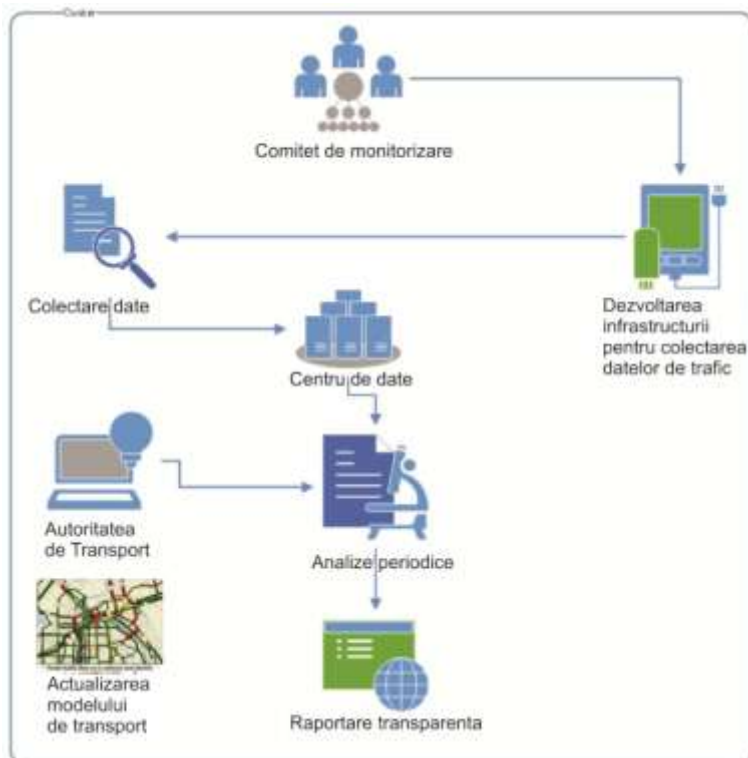 Comitet de monitorizare
Colectare date
Dezvoltarea
infrastructurii
pentru colectarea
datelor de trafic
Centru de date
Autoritatea
de Transport
Analize periodice
Actualizarea
modelului
de transport
Raportare transparenta